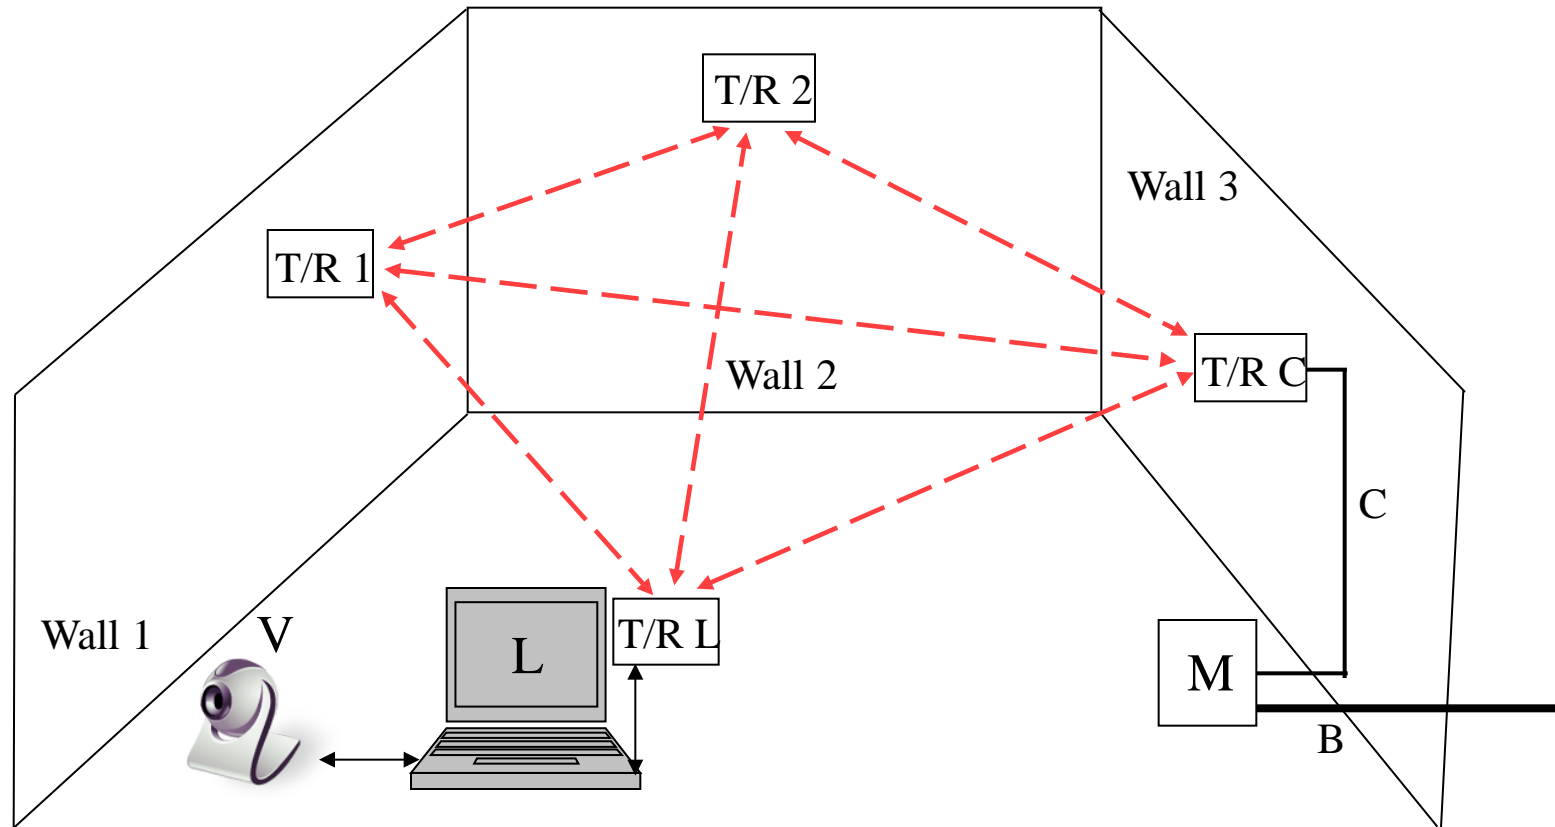 T/R 2
Wall 3
T/R 1
Wall 2
T/R C
C
Wall 1
V
L
T/R L
M
B